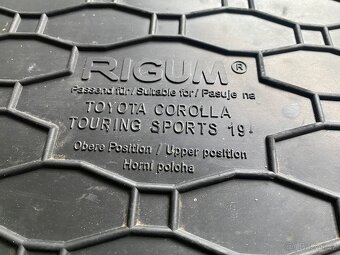 RIGUM®
Passend für/ Suitable for/ Pasuje na
TOYOTA COROLLA
TOURING SPORTS '19→
Obere Position / Upper position
Horní poloha